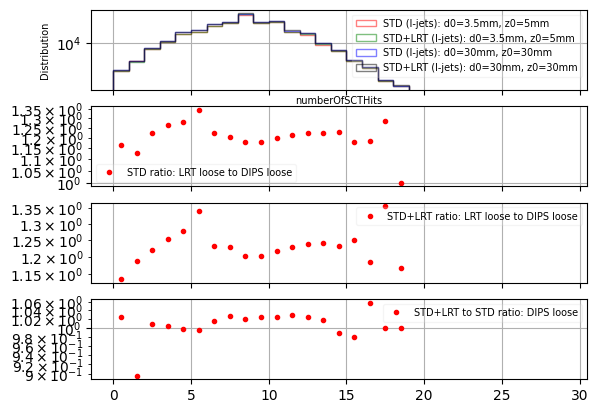 Distribution
10⁴
STD (l-jets): d0=3.5mm, z0=5mm
STD+LRT (l-jets): d0=3.5mm, z0=5mm
STD (l-jets): d0=30mm, z0=30mm
STD+LRT (l-jets): d0=30mm, z0=30mm
numberOfSCTHits
1.35 × 10⁰
1.3 × 10⁰
1.25 × 10⁰
1.2 × 10⁰
1.15 × 10⁰
1.1 × 10⁰
1.05 × 10⁰
10⁰
STD ratio: LRT loose to DIPS loose
1.35 × 10⁰
1.3 × 10⁰
1.25 × 10⁰
1.2 × 10⁰
1.15 × 10⁰
STD+LRT ratio: LRT loose to DIPS loose
1.06 × 10⁰
1.04 × 10⁰
1.02 × 10⁰
10⁰
9.8 × 10⁻¹
9.6 × 10⁻¹
9.4 × 10⁻¹
9.2 × 10⁻¹
9 × 10⁻¹
STD+LRT to STD ratio: DIPS loose
0 5 10 15 20 25 30